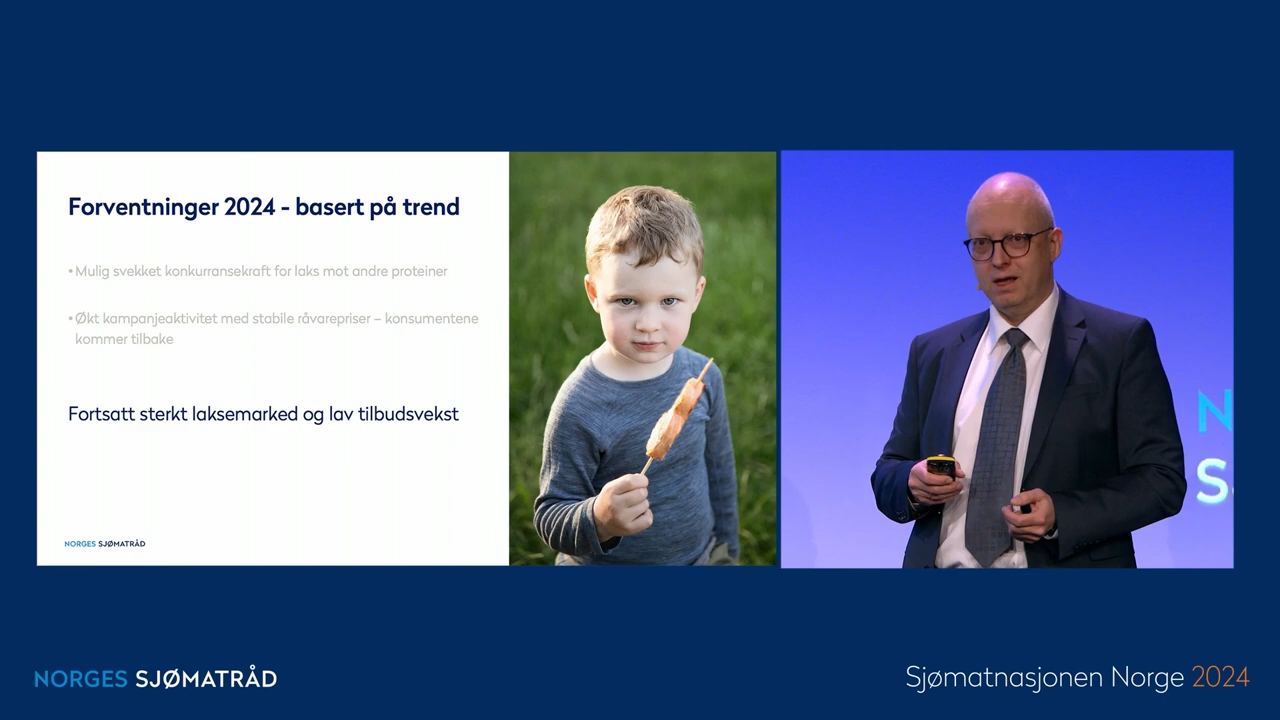 Forventninger 2024 - basert på trend
• Mulig svekket konkurransekraft for laks mot andre proteiner
• Økt kampanjeaktivitet med stabile råvarepriser – konsumentene
kommer tilbake
Fortsatt sterkt laksemarked og lav tilbudsvekst
NORGES SJØMATRÅD
N
S
NORGES SJØMATRÅD
Sjømatnasjonen Norge 2024